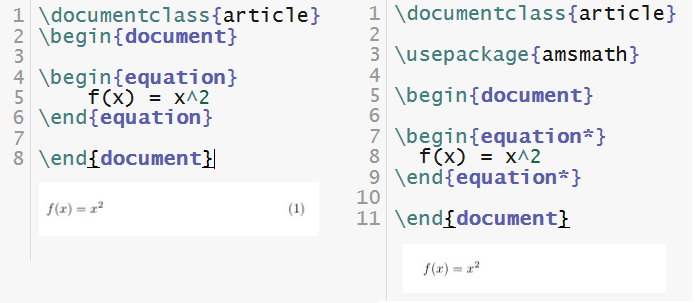 1 \documentclass{article}
2 \begin{document}
3
4 \begin{equation}
5 f(x) = x^2
6 \end{equation}
7
8 \end{document}
f(x) = x² (1)
1 \documentclass{article}
2
3 \usepackage{amsmath}
4
5 \begin{document}
6
7 \begin{equation*}
8 f(x) = x^2
9 \end{equation*}
10
11 \end{document}
f(x) = x²